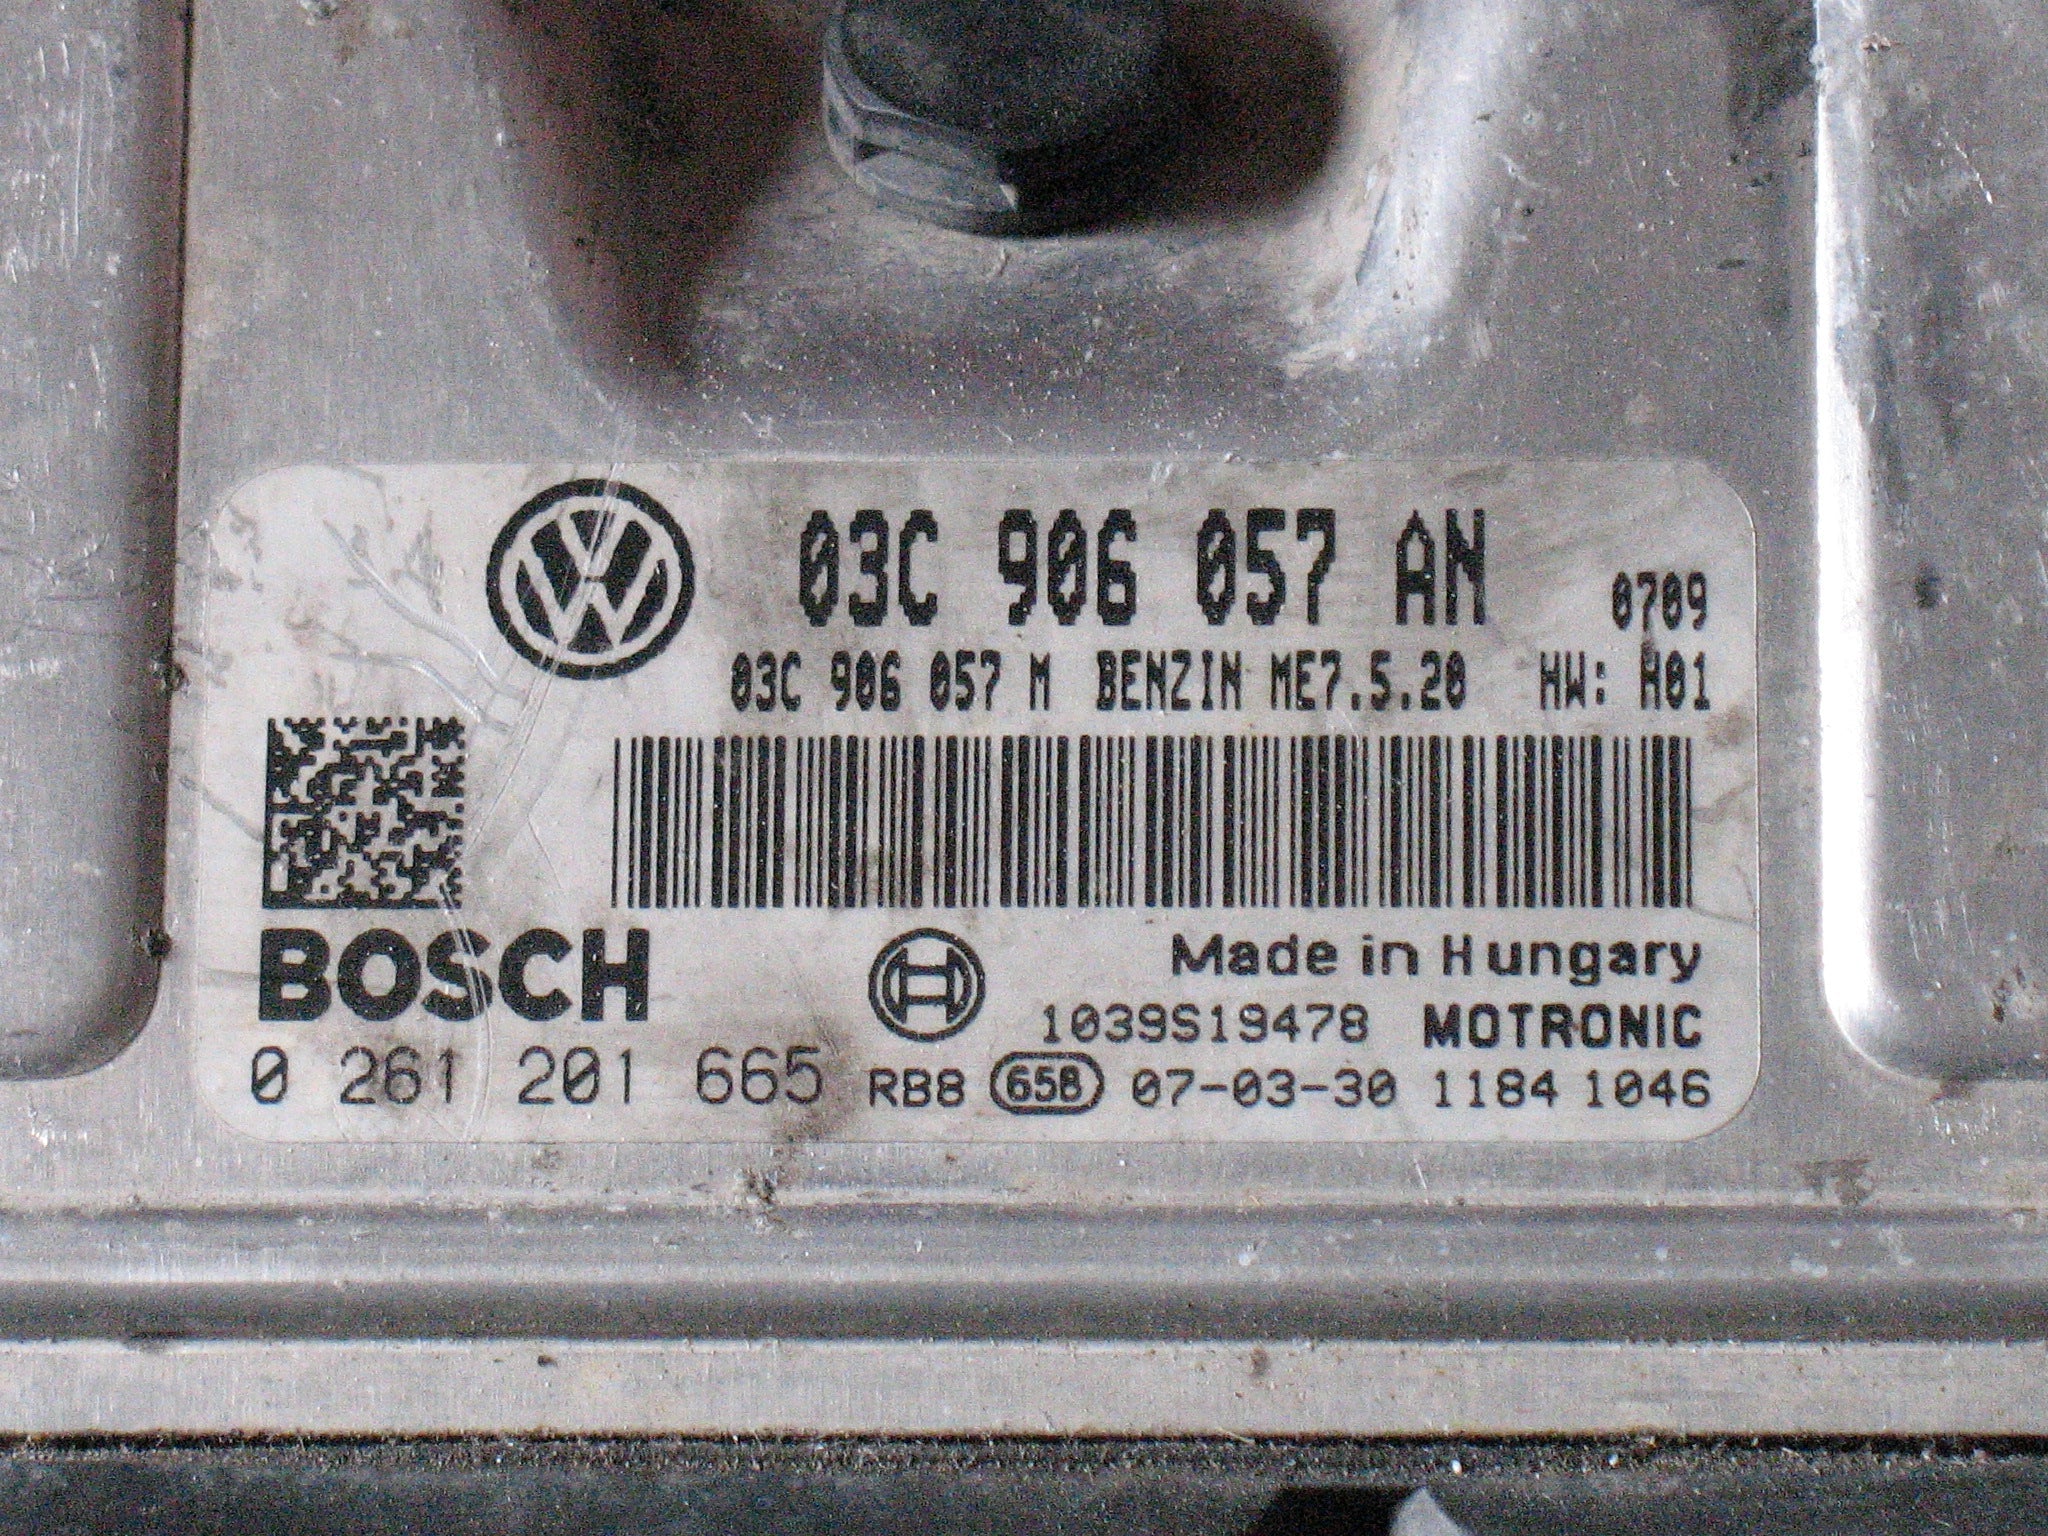 03C 906 057 AN
0709
03C 906 057 M BENZIN ME7.5.20 HW: H01
BOSCH
Made in Hungary
1039S19478 MOTRONIC
0 261 201 665 RB8 65B 07-03-30 1184 1046